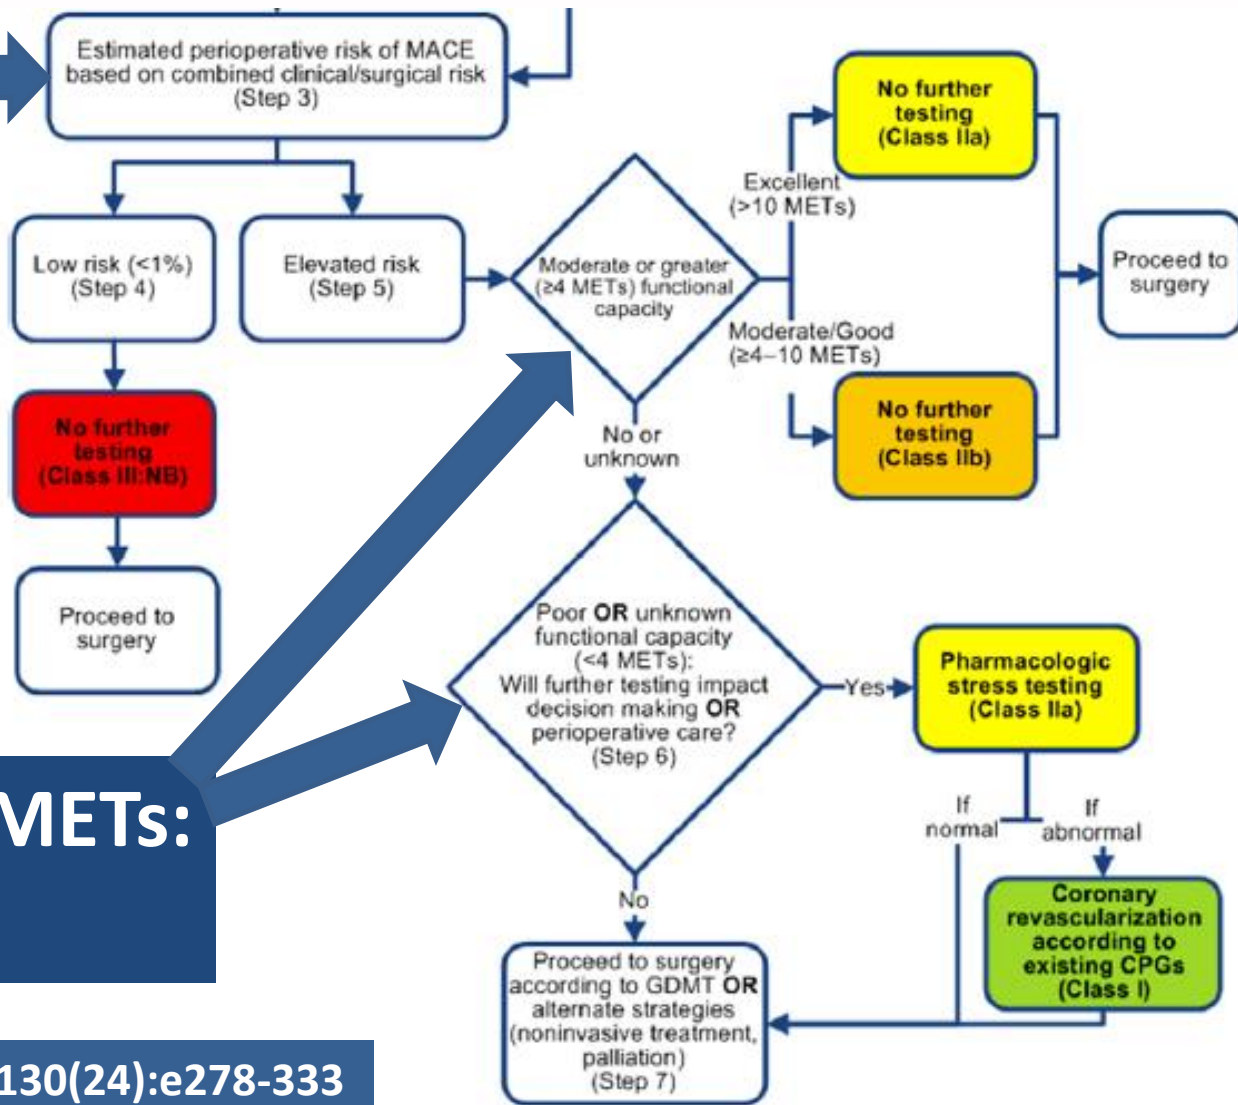 Estimated perioperative risk of MACE
based on combined clinical/surgical risk
(Step 3)
No further
testing
(Class IIa)
Excellent
(>10 METs)
Low risk (<1%)
(Step 4)
Elevated risk
(Step 5)
Moderate or greater
(≥4 METs) functional
capacity
Proceed to
surgery
Moderate/Good
(≥4–10 METs)
No further
testing
(Class III:NB)
No further
testing
(Class IIb)
No or
unknown
Proceed to
surgery
Poor OR unknown
functional capacity
(<4 METs):
Will further testing impact
decision making OR
perioperative care?
(Step 6)
Yes
Pharmacologic
stress testing
(Class IIa)
METs:
If
normal
If
abnormal
No
Coronary
revascularization
according to
existing CPGs
(Class I)
Proceed to surgery
according to GDMT OR
alternate strategies
(noninvasive treatment,
palliation)
(Step 7)
130(24):e278-333